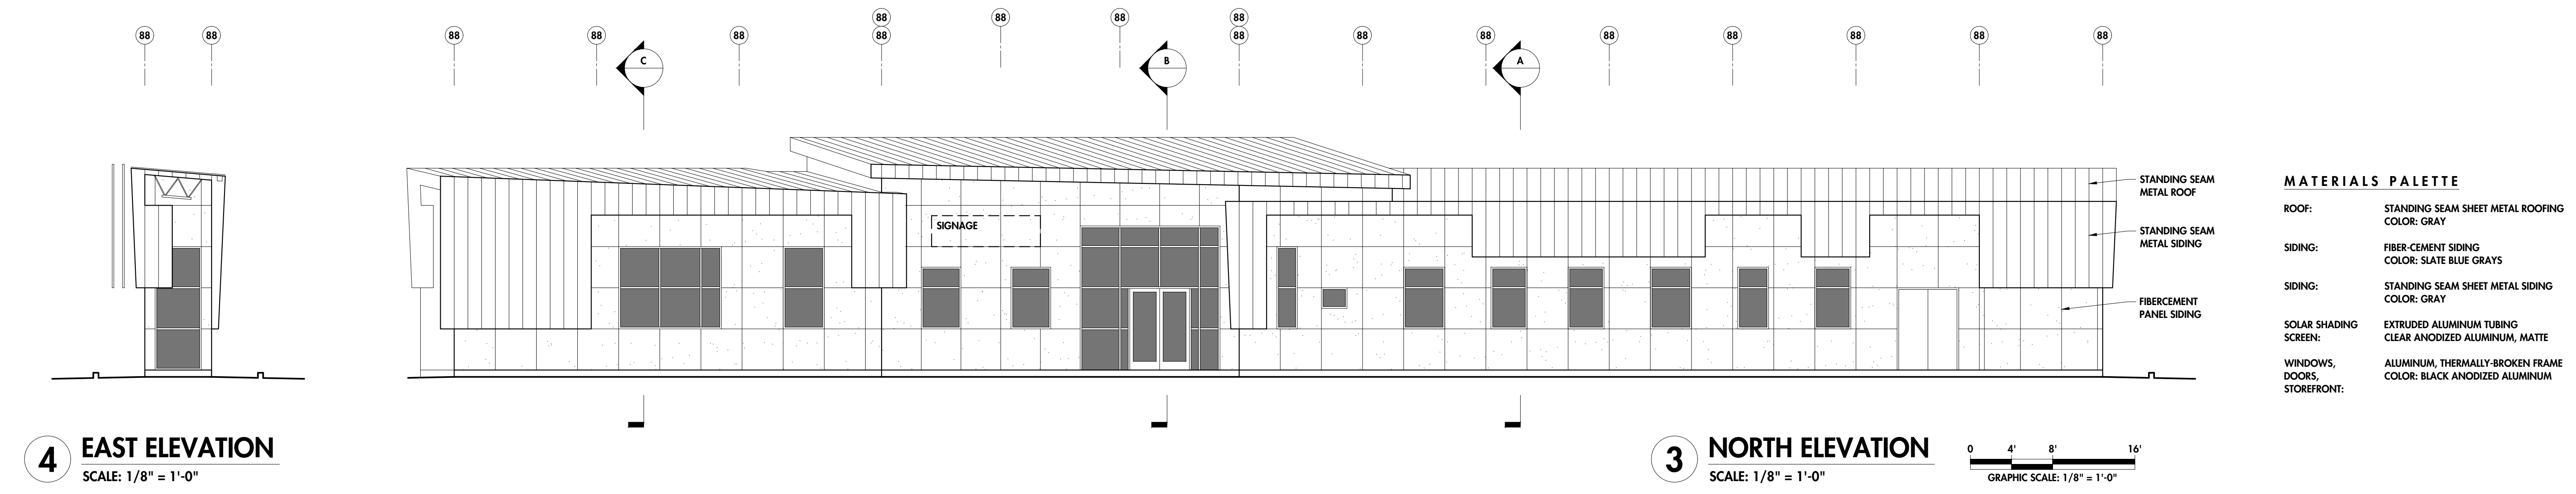 88 88 88 88 88 88 88 88 88 88 88 88 88 88 88 88 88
88 88
C B A
SIGNAGE
STANDING SEAM
METAL ROOF
STANDING SEAM
METAL SIDING
FIBERCEMENT
PANEL SIDING
MATERIALS PALETTE
ROOF: STANDING SEAM SHEET METAL ROOFING
COLOR: GRAY
SIDING: FIBER-CEMENT SIDING
COLOR: SLATE BLUE GRAYS
SIDING: STANDING SEAM SHEET METAL SIDING
COLOR: GRAY
SOLAR SHADING EXTRUDED ALUMINUM TUBING
SCREEN: CLEAR ANODIZED ALUMINUM, MATTE
WINDOWS, ALUMINUM, THERMALLY-BROKEN FRAME
DOORS, COLOR: BLACK ANODIZED ALUMINUM
STOREFRONT:
4 EAST ELEVATION
SCALE: 1/8" = 1'-0"
3 NORTH ELEVATION
SCALE: 1/8" = 1'-0"
0 4' 8' 16'
GRAPHIC SCALE: 1/8" = 1'-0"